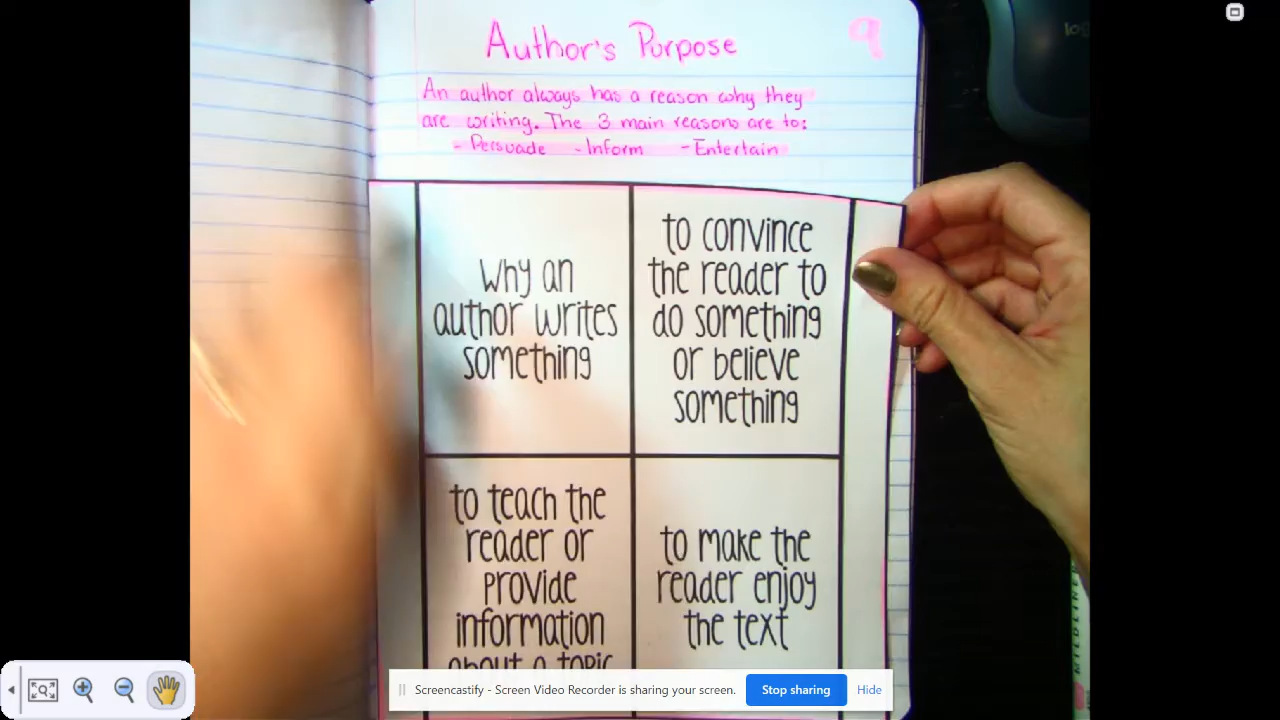 Author's Purpose
9
An author always has a reason why they
are writing. The 3 main reasons are to:
- Persuade - Inform - Entertain
Why an
author writes
something
to convince
the reader to
do something
or believe
something
to teach the
reader or
provide
information
about a topic
to make the
reader enjoy
the text
Screencastify - Screen Video Recorder is sharing your screen.
Stop sharing
Hide